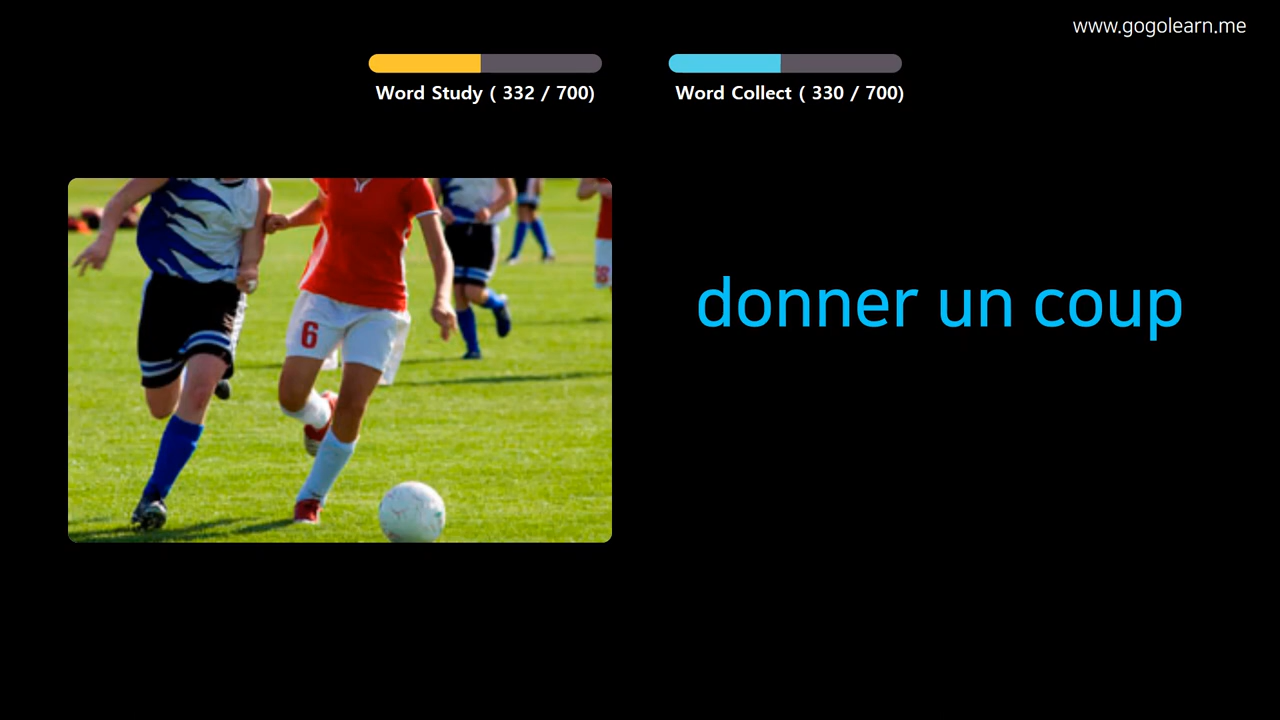 www.gogolearn.me
Word Study ( 332 / 700)
Word Collect ( 330 / 700)
donner un coup
6